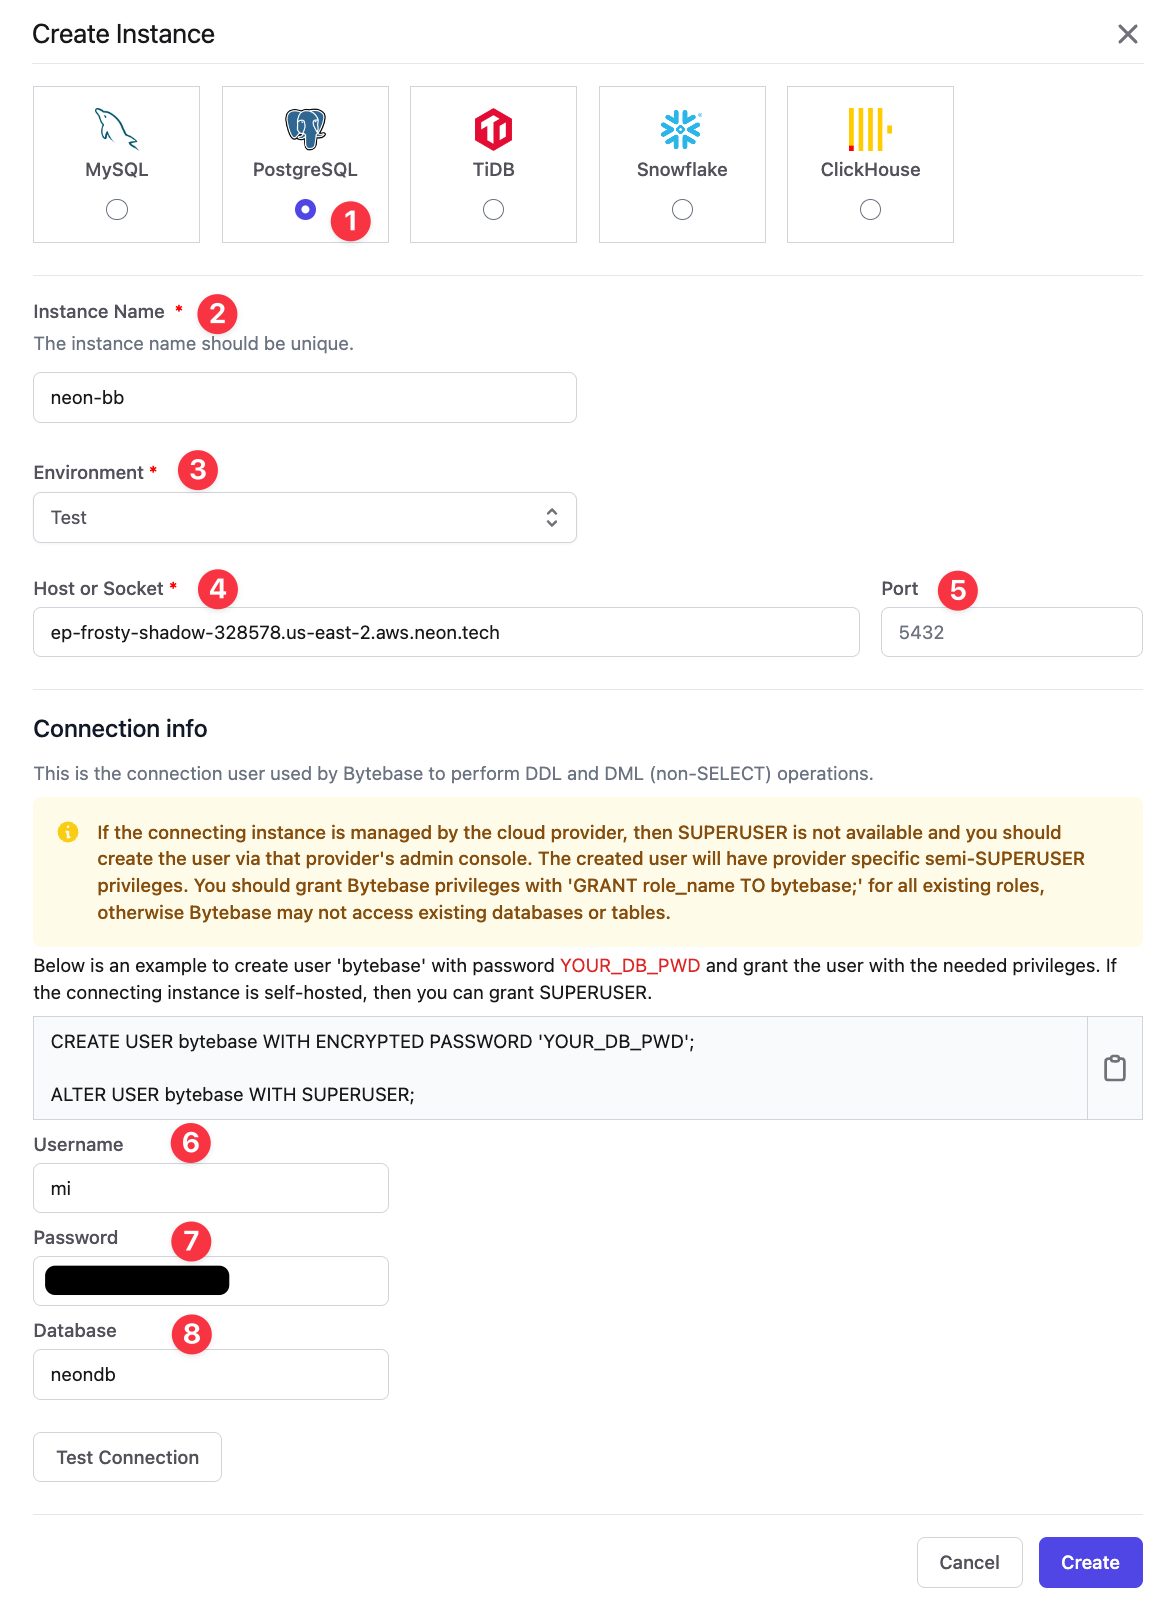 Create Instance
MySQL
PostgreSQL
TiDB
Snowflake
ClickHouse
1
Instance Name * 2
The instance name should be unique.
neon-bb
Environment * 3
Test
Host or Socket * 4
Port 5
ep-frosty-shadow-328578.us-east-2.aws.neon.tech
5432
Connection info
This is the connection user used by Bytebase to perform DDL and DML (non-SELECT) operations.
If the connecting instance is managed by the cloud provider, then SUPERUSER is not available and you should
create the user via that provider's admin console. The created user will have provider specific semi-SUPERUSER
privileges. You should grant Bytebase privileges with 'GRANT role_name TO bytebase;' for all existing roles,
otherwise Bytebase may not access existing databases or tables.
Below is an example to create user 'bytebase' with password YOUR_DB_PWD and grant the user with the needed privileges. If
the connecting instance is self-hosted, then you can grant SUPERUSER.
CREATE USER bytebase WITH ENCRYPTED PASSWORD 'YOUR_DB_PWD';
ALTER USER bytebase WITH SUPERUSER;
Username 6
mi
Password 7
Database 8
neondb
Test Connection
Cancel
Create